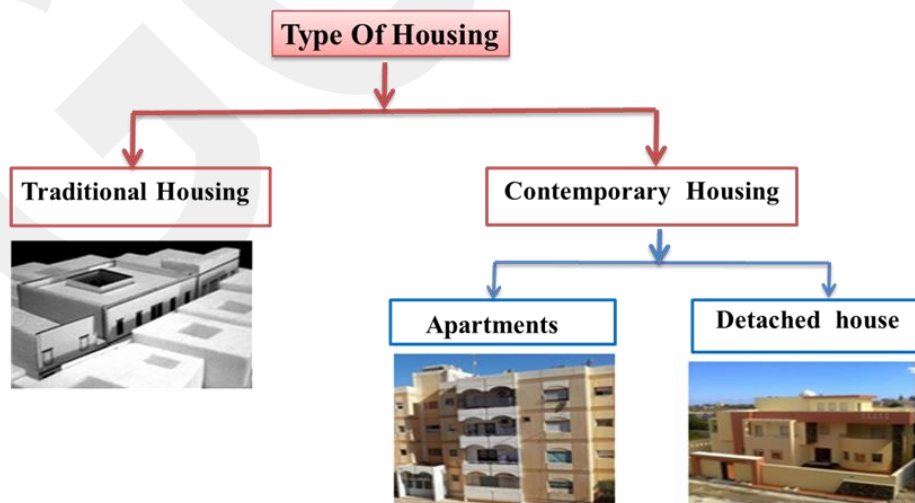 Type Of Housing
Traditional Housing
Contemporary Housing
Apartments
Detached house